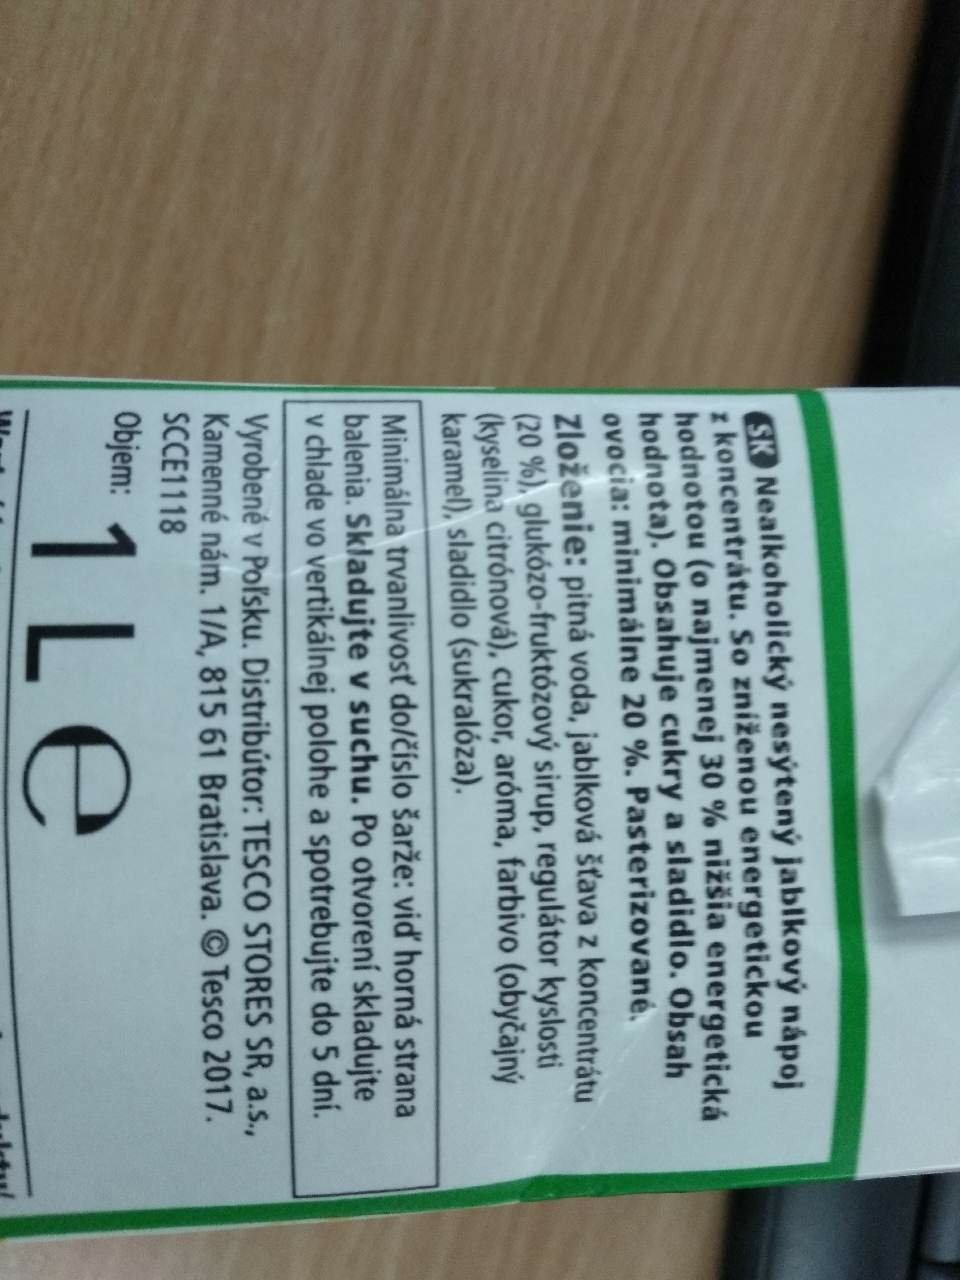 SK Nealkoholický nesýtený jablkový nápoj
z koncentrátu. So zníženou energetickou
hodnotou (o najmenej 30 % nižšia energetická
hodnota). Obsahuje cukry a sladidlo. Obsah
ovocia: minimálne 20 %. Pasterizované.
Zloženie: pitná voda, jablková šťava z koncentrátu
(20 %), glukózo-fruktózový sirup, regulátor kyslosti
(kyselina citrónová), cukor, aróma, farbivo (obyčajný
karamel), sladidlo (sukralóza).
Minimálna trvanlivosť do/číslo šarže: viď horná strana
balenia. Skladujte v suchu. Po otvorení skladujte
v chlade vo vertikálnej polohe a spotrebujte do 5 dní.
Vyrobené v Poľsku. Distribútor: TESCO STORES SR, a.s.,
Kamenné nám. 1/A, 815 61 Bratislava. © Tesco 2017.
SCCE1118
Objem: 1 L e